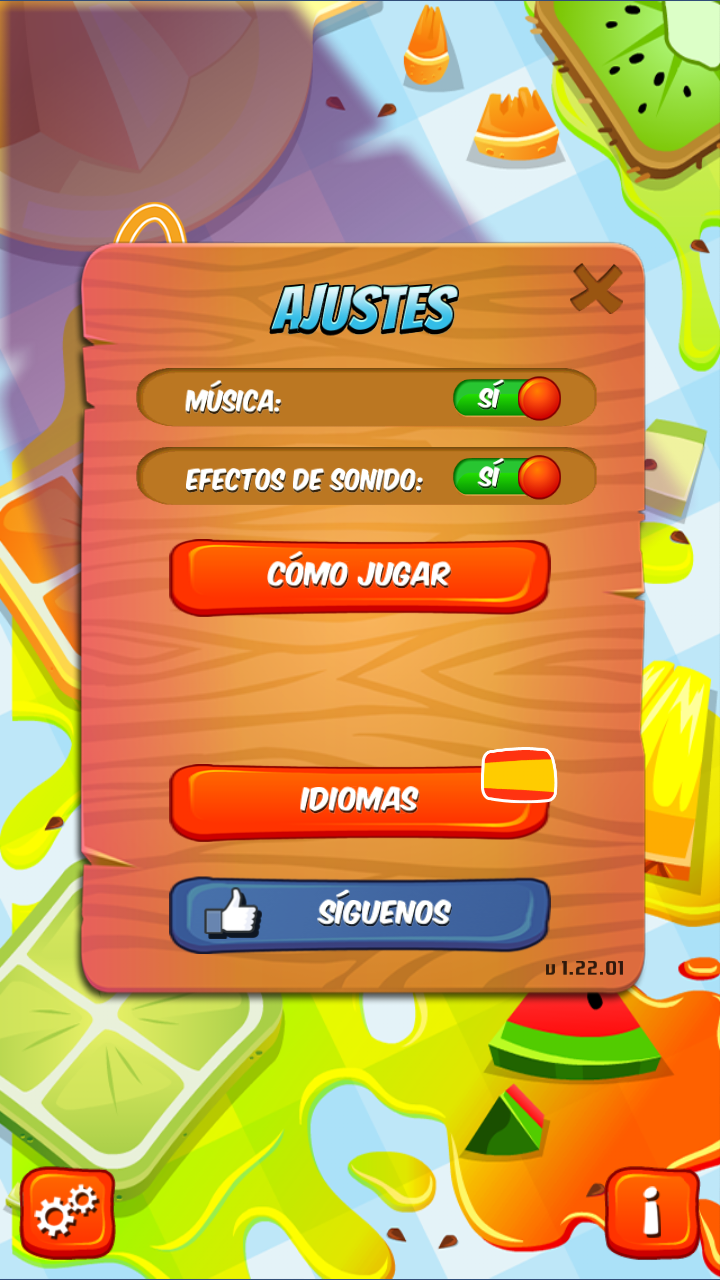 AJUSTES
MÚSICA: SÍ
EFECTOS DE SONIDO: SÍ
CÓMO JUGAR
IDIOMAS
SÍGUENOS
v 1.22.01
i